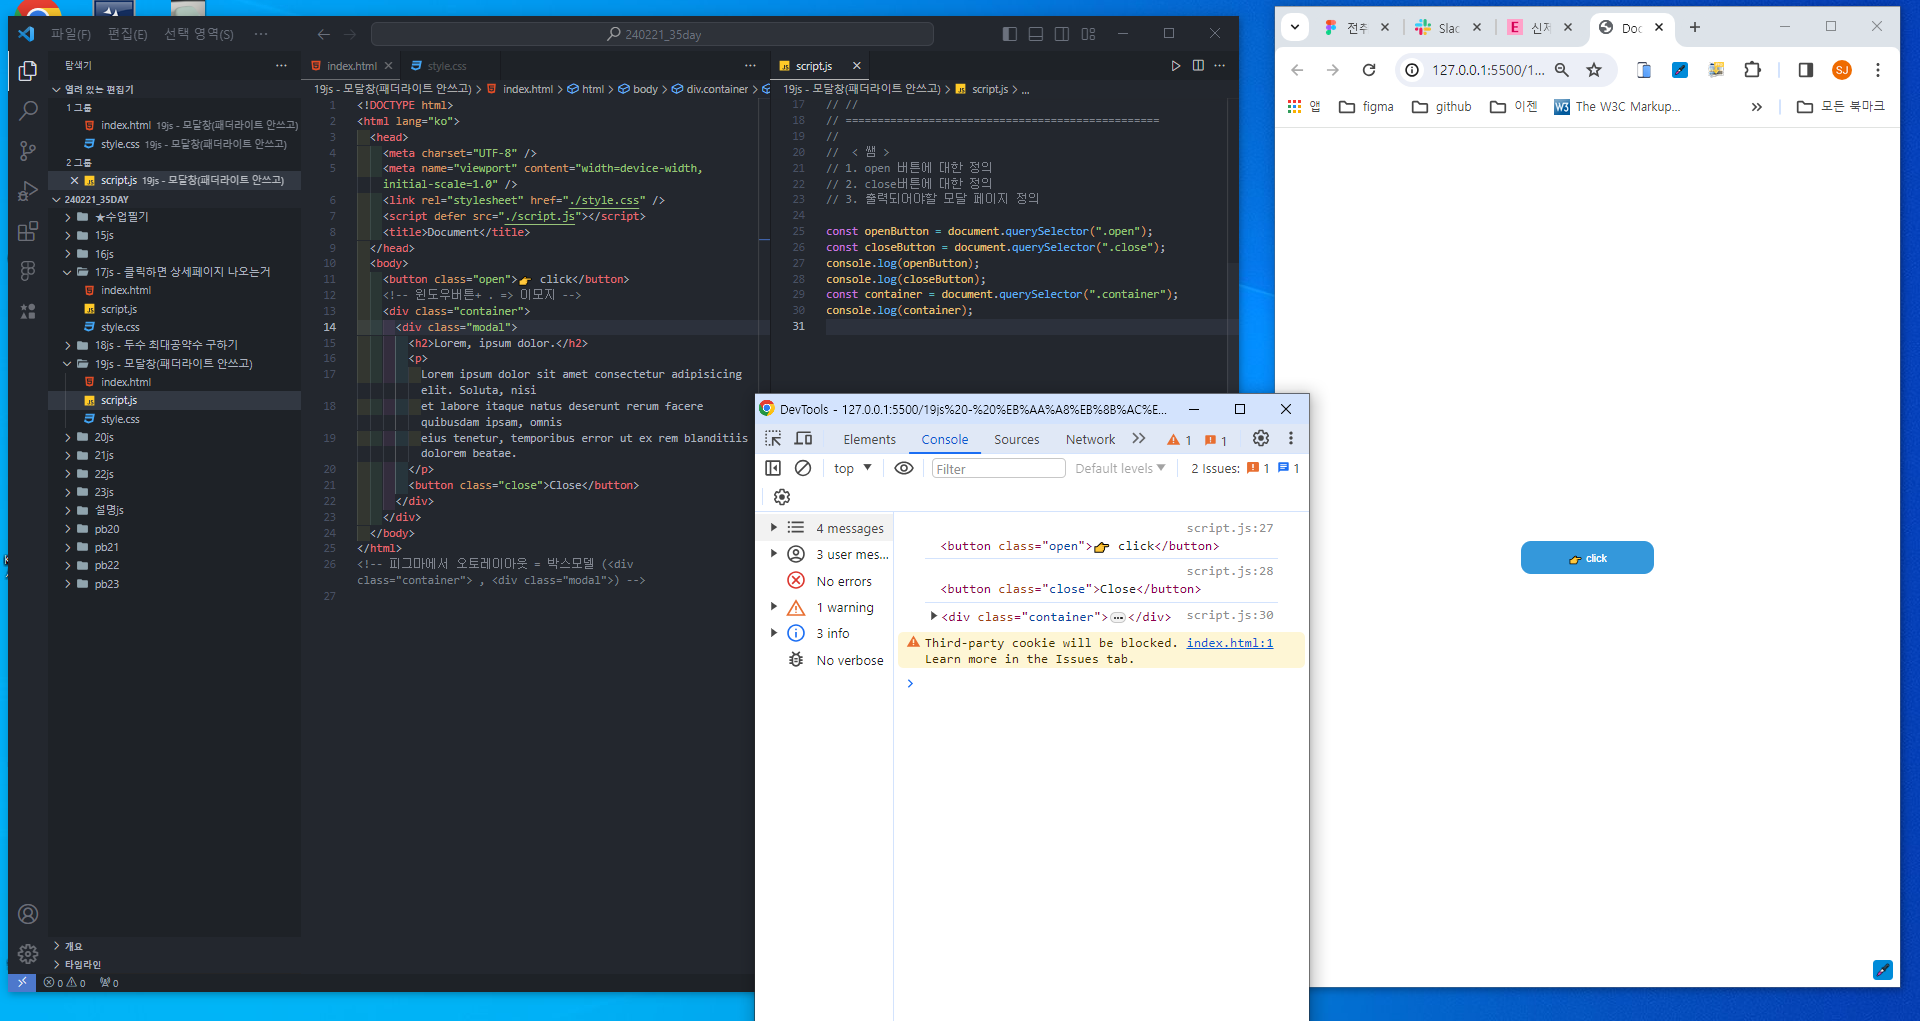 파일(F) 편집(E) 선택 영역(S) ···
240221_35day
탐색기
열려 있는 편집기
1 그룹
index.html 19js - 모달창(패더라이트 안쓰고)
style.css 19js - 모달창(패더라이트 안쓰고)
2 그룹
script.js 19js - 모달창(패더라이트 안쓰고)
240221_35DAY
★수업필기
15js
16js
17js - 클릭하면 상세페이지 나오는거
index.html
script.js
style.css
18js - 두수 최대공약수 구하기
19js - 모달창(패더라이트 안쓰고)
index.html
script.js
style.css
20js
21js
22js
23js
설명js
pb20
pb21
pb22
pb23
개요
타임라인
0 0 0
index.html style.css
19js - 모달창(패더라이트 안쓰고) > index.html > html > body > div.container >
1 <!DOCTYPE html>
2 <html lang="ko">
3 <head>
4 <meta charset="UTF-8" />
5 <meta name="viewport" content="width=device-width,
initial-scale=1.0" />
6 <link rel="stylesheet" href="./style.css" />
7 <script defer src="./script.js"></script>
8 <title>Document</title>
9 </head>
10 <body>
11 <button class="open">👉 click</button>
12 <!-- 윈도우버튼+ . => 이모지 -->
13 <div class="container">
14 <div class="modal">
15 <h2>Lorem, ipsum dolor.</h2>
16 <p>
17 Lorem ipsum dolor sit amet consectetur adipisicing
elit. Soluta, nisi
18 et labore itaque natus deserunt rerum facere
quibusdam ipsam, omnis
19 eius tenetur, temporibus error ut ex rem blanditiis
dolorem beatae.
20 </p>
21 <button class="close">Close</button>
22 </div>
23 </div>
24 </body>
25 </html>
26 <!-- 피그마에서 오토레이아웃 = 박스모델 (<div
class="container"> , <div class="modal">) -->
27
script.js
19js - 모달창(패더라이트 안쓰고) > script.js > ...
17 // //
18 // =================================================
19 //
20 // < 쌤 >
21 // 1. open 버튼에 대한 정의
22 // 2. close버튼에 대한 정의
23 // 3. 출력되어야할 모달 페이지 정의
24
25 const openButton = document.querySelector(".open");
26 const closeButton = document.querySelector(".close");
27 console.log(openButton);
28 console.log(closeButton);
29 const container = document.querySelector(".container");
30 console.log(container);
31
DevTools - 127.0.0.1:5500/19js%20-%20%EB%AA%A8%EB%8B%AC%E...
Elements Console Sources Network 1 1
top Filter Default levels 2 Issues: 1 1
4 messages
3 user mes...
No errors
1 warning
3 info
No verbose
script.js:27
<button class="open">👉 click</button>
script.js:28
<button class="close">Close</button>
<div class="container">…</div> script.js:30
Third-party cookie will be blocked. index.html:1
Learn more in the Issues tab.
전추 Slac 신저 Doc
127.0.0.1:5500/1... SJ
앱 figma github 이젠 W3 The W3C Markup... » 모든 북마크
👉 click